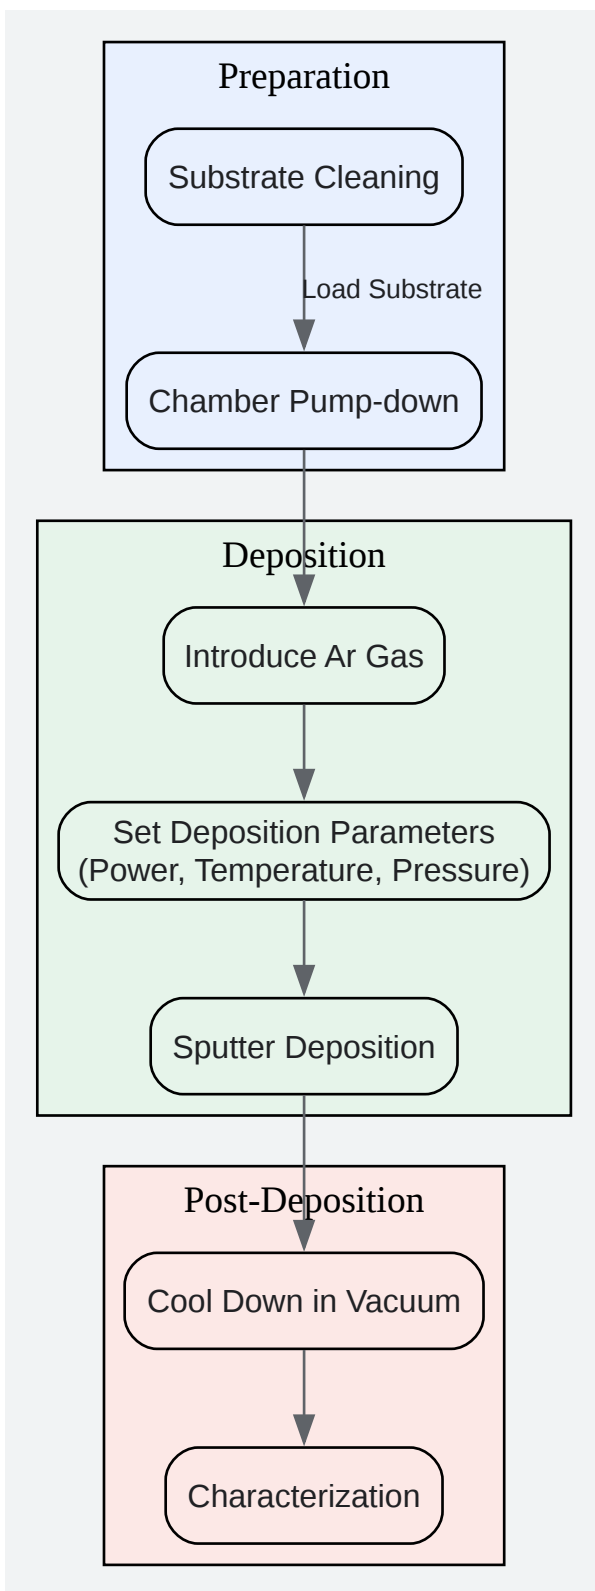 Preparation
Substrate Cleaning
Load Substrate
Chamber Pump-down
Deposition
Introduce Ar Gas
Set Deposition Parameters
(Power, Temperature, Pressure)
Sputter Deposition
Post-Deposition
Cool Down in Vacuum
Characterization